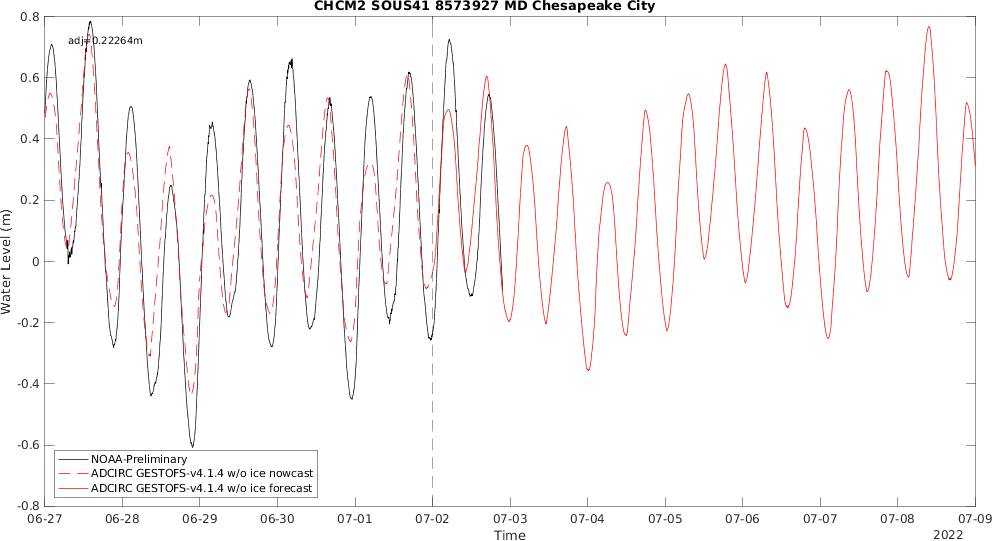 CHCM2 SOUS41 8573927 MD Chesapeake City
adj=0.22264m
0.8
0.6
0.4
0.2
0
-0.2
-0.4
-0.6
-0.8
Water Level (m)
NOAA-Preliminary
ADCIRC GESTOFS-v4.1.4 w/o ice nowcast
ADCIRC GESTOFS-v4.1.4 w/o ice forecast
06-27 06-28 06-29 06-30 07-01 07-02 07-03 07-04 07-05 07-06 07-07 07-08 07-09
Time
2022